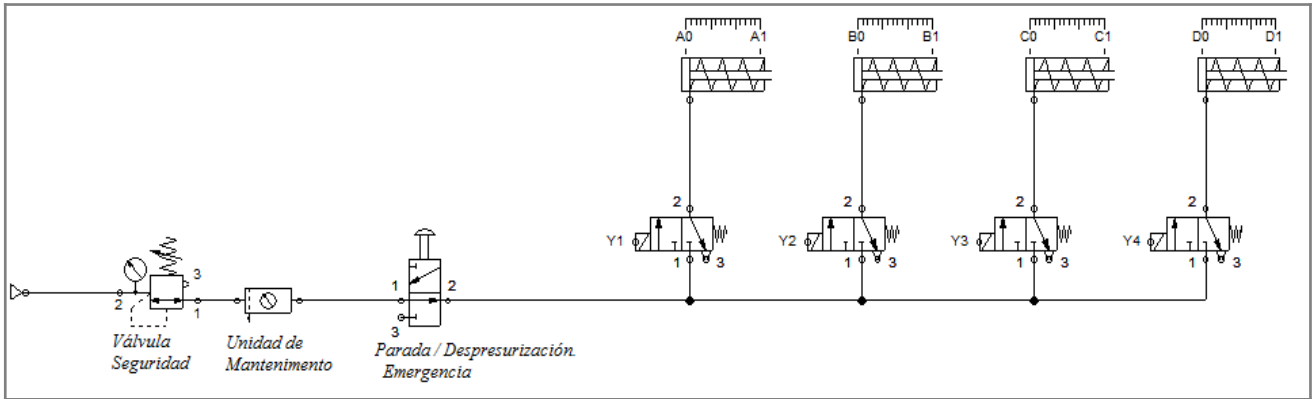 A0 A1 B0 B1 C0 C1 D0 D1
2 2 2 2
Y1 Y2 Y3 Y4
1 3 1 3 1 3 1 3
3
1 2
2 1
3
Válvula
Seguridad
Unidad de
Mantenimento
Parada / Despresurización.
Emergencia